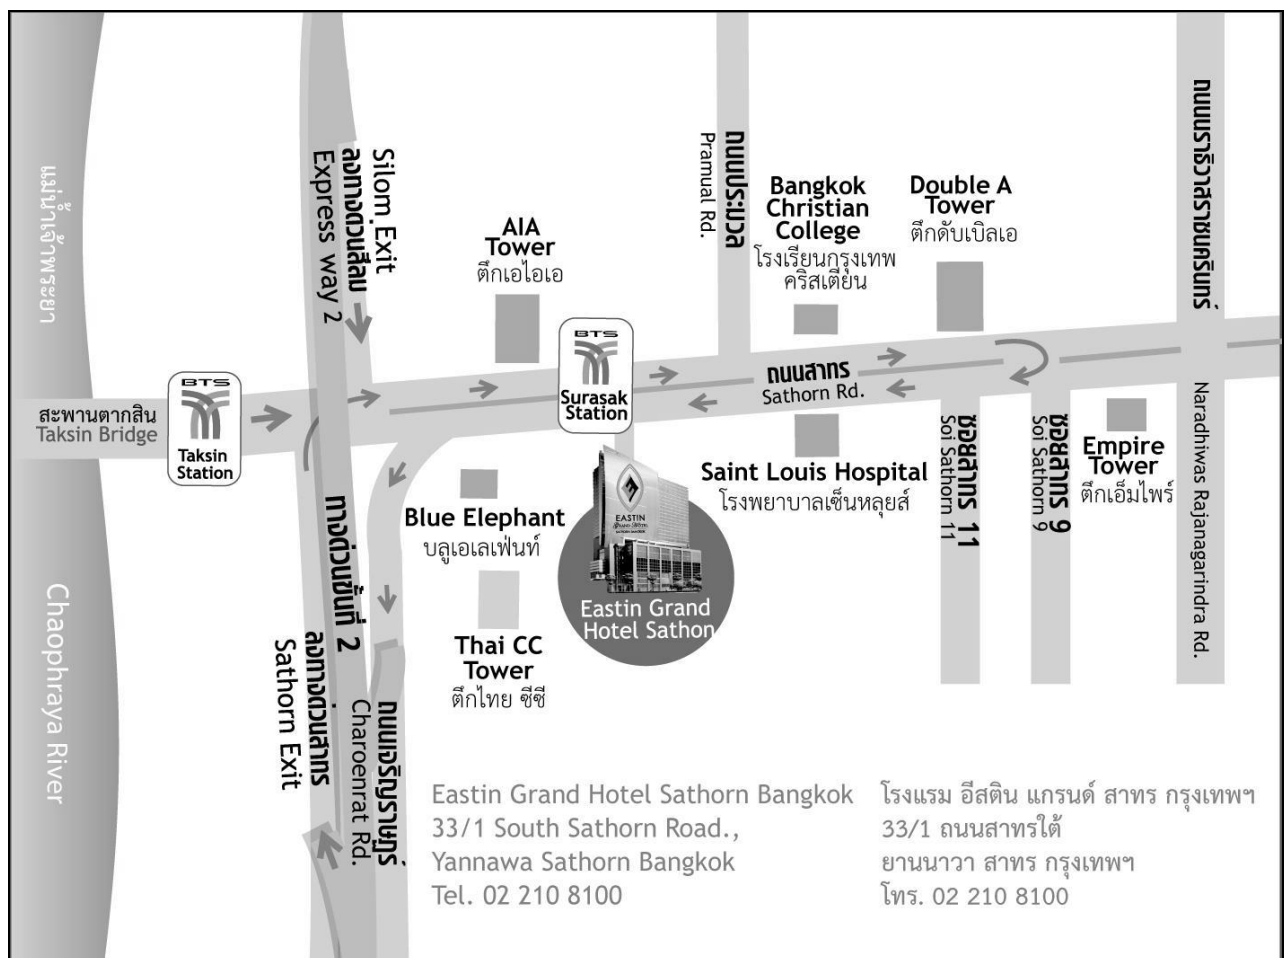 แม่น้ำเจ้าพระยา
Chaophraya River
สะพานตากสิน
Taksin Bridge
BTS
Taksin
Station
Silom Exit
ลงทางด่วนสีลม
Express way 2
ทางด่วนขั้นที่ 2
ลงทางด่วนสาทร
Sathorn Exit
ถนนเจริญราษฎร์
Charoenrat Rd.
AIA
Tower
ตึกเอไอเอ
BTS
Surasak
Station
Blue Elephant
บลูเอเลเฟ่นท์
Thai CC
Tower
ตึกไทย ซีซี
EASTIN
Eastin Grand
Hotel Sathon
ถนนประมวล
Pramual Rd.
Bangkok
Christian
College
โรงเรียนกรุงเทพ
คริสเตียน
Double A
Tower
ตึกดับเบิลเอ
ถนนสาทร
Sathorn Rd.
Saint Louis Hospital
โรงพยาบาลเซ็นหลุยส์
ซอยสาทร 11
Soi Sathorn 11
ซอยสาทร 9
Soi Sathorn 9
Empire
Tower
ตึกเอ็มไพร์
ถนนนราธิวาสราชนครินทร์
Naradhiwas Rajanagarindra Rd.
Eastin Grand Hotel Sathorn Bangkok
33/1 South Sathorn Road.,
Yannawa Sathorn Bangkok
Tel. 02 210 8100
โรงแรม อีสติน แกรนด์ สาทร กรุงเทพฯ
33/1 ถนนสาทรใต้
ยานนาวา สาทร กรุงเทพฯ
โทร. 02 210 8100